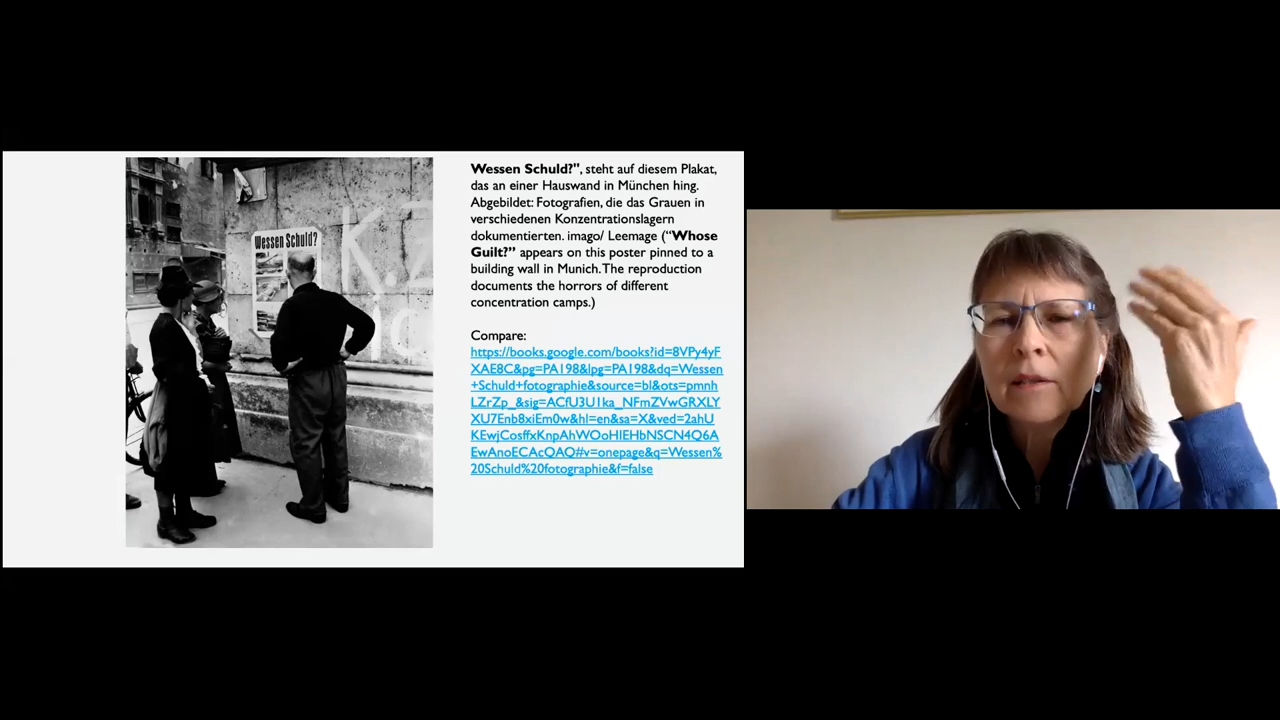 Wessen Schuld?
K.Z
Wessen Schuld?", steht auf diesem Plakat,
das an einer Hauswand in München hing.
Abgebildet: Fotografien, die das Grauen in
verschiedenen Konzentrationslagern
dokumentierten. imago/ Leemage (“Whose
Guilt?” appears on this poster pinned to a
building wall in Munich. The reproduction
documents the horrors of different
concentration camps.)
Compare:
https://books.google.com/books?id=8VPy4yF
XAE8C&pg=PA198&lpg=PA198&dq=Wessen
+Schuld+fotographie&source=bl&ots=pmnh
LZrZp_&sig=ACfU3U1ka_NFmZVwGRXLY
XU7Enb8xiEm0w&hl=en&sa=X&ved=2ahU
KEwjCosffxKnpAhWOoHIEHbNSCN4Q6A
EwAnoECAcQAQ#v=onepage&q=Wessen%
20Schuld%20fotographie&f=false